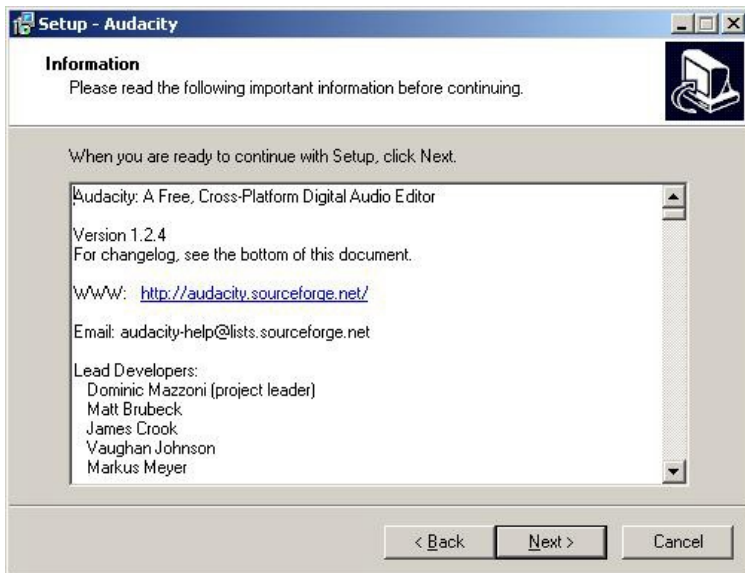 Setup - Audacity
Information
Please read the following important information before continuing.
When you are ready to continue with Setup, click Next.
Audacity: A Free, Cross-Platform Digital Audio Editor
Version 1.2.4
For changelog, see the bottom of this document.
WWW: http://audacity.sourceforge.net/
Email: audacity-help@lists.sourceforge.net
Lead Developers:
Dominic Mazzoni (project leader)
Matt Brubeck
James Crook
Vaughan Johnson
Markus Meyer
< Back Next > Cancel